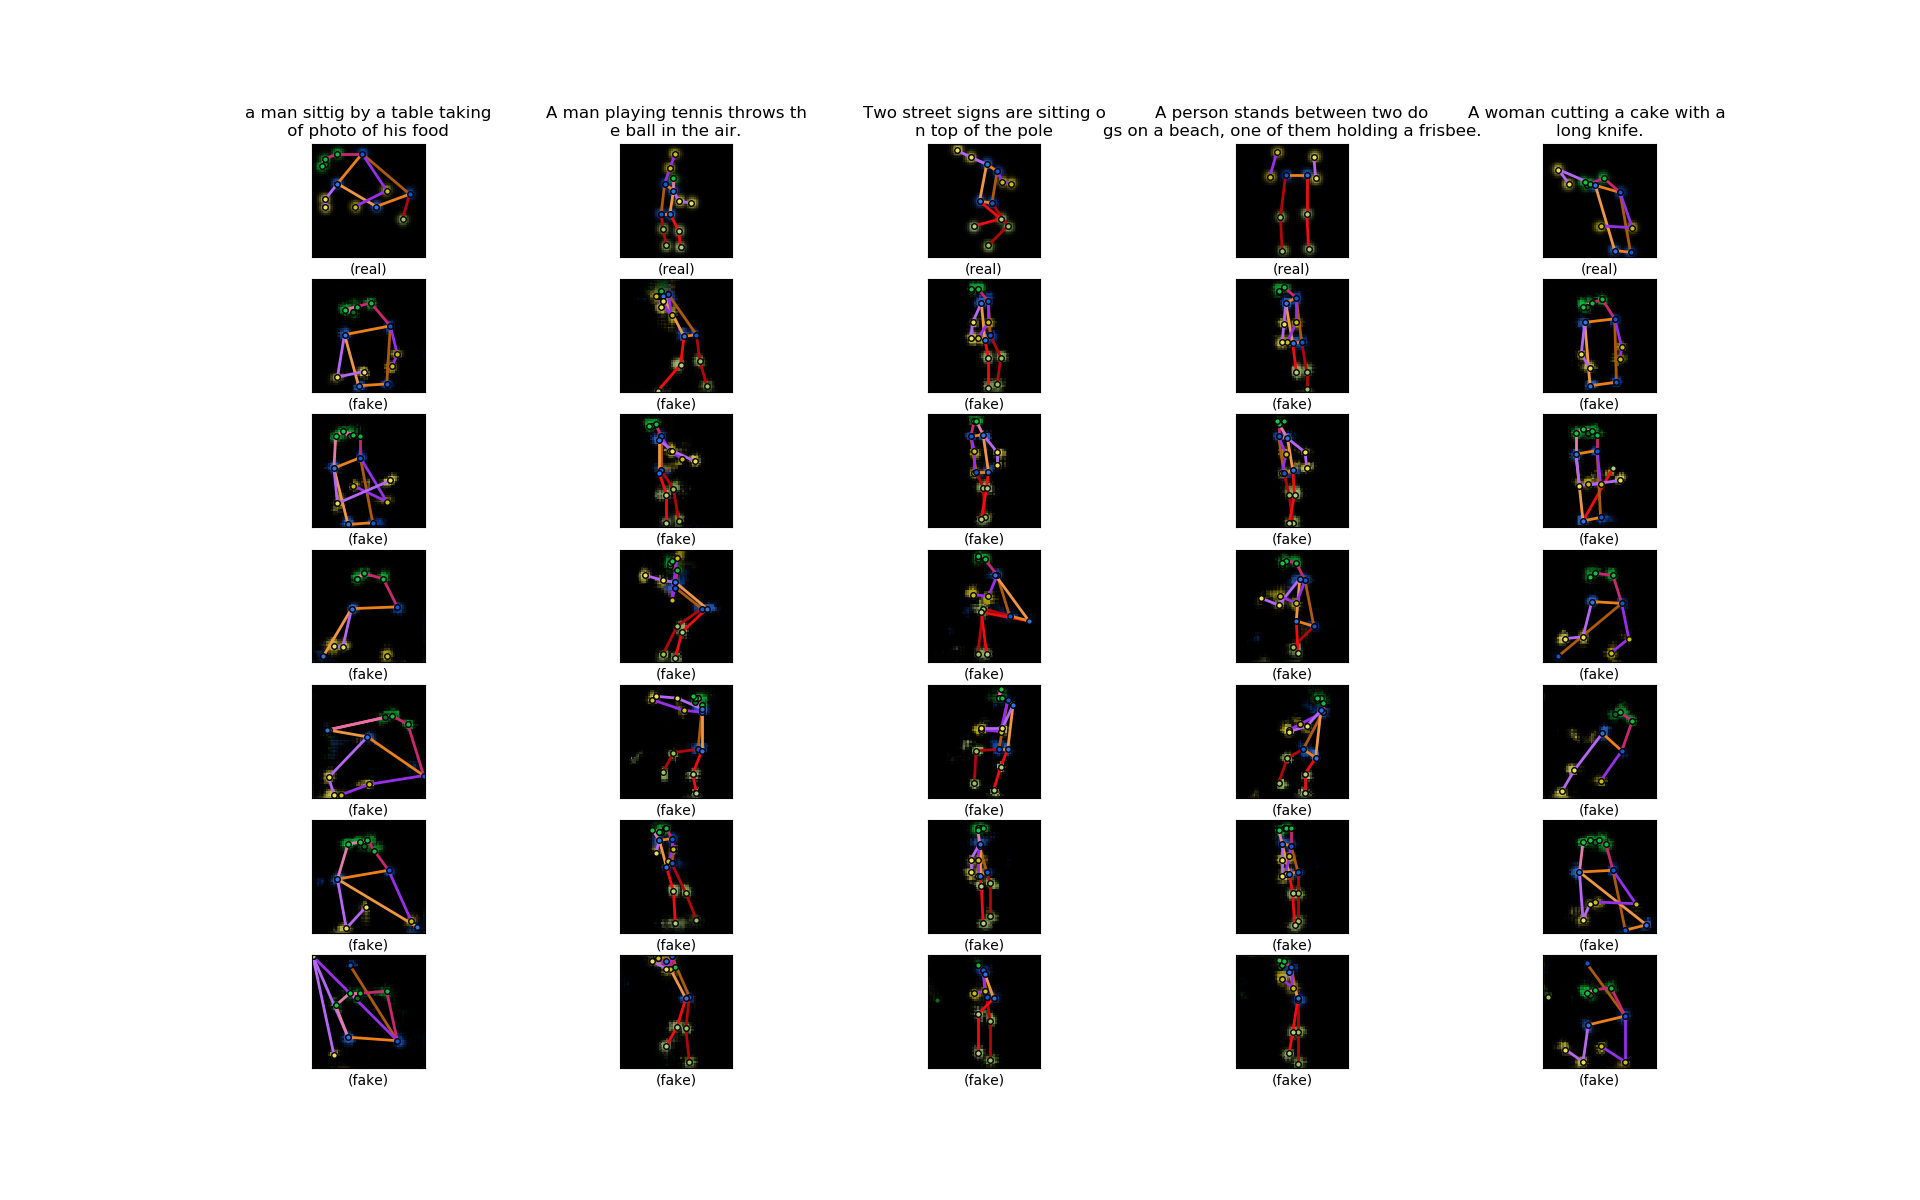 a man sittig by a table taking
of photo of his food
A man playing tennis throws th
e ball in the air.
Two street signs are sitting o
n top of the pole
A person stands between two do
gs on a beach, one of them holding a frisbee.
A woman cutting a cake with a
long knife.
(real) (real) (real) (real) (real)
(fake) (fake) (fake) (fake) (fake)
(fake) (fake) (fake) (fake) (fake)
(fake) (fake) (fake) (fake) (fake)
(fake) (fake) (fake) (fake) (fake)
(fake) (fake) (fake) (fake) (fake)
(fake) (fake) (fake) (fake) (fake)